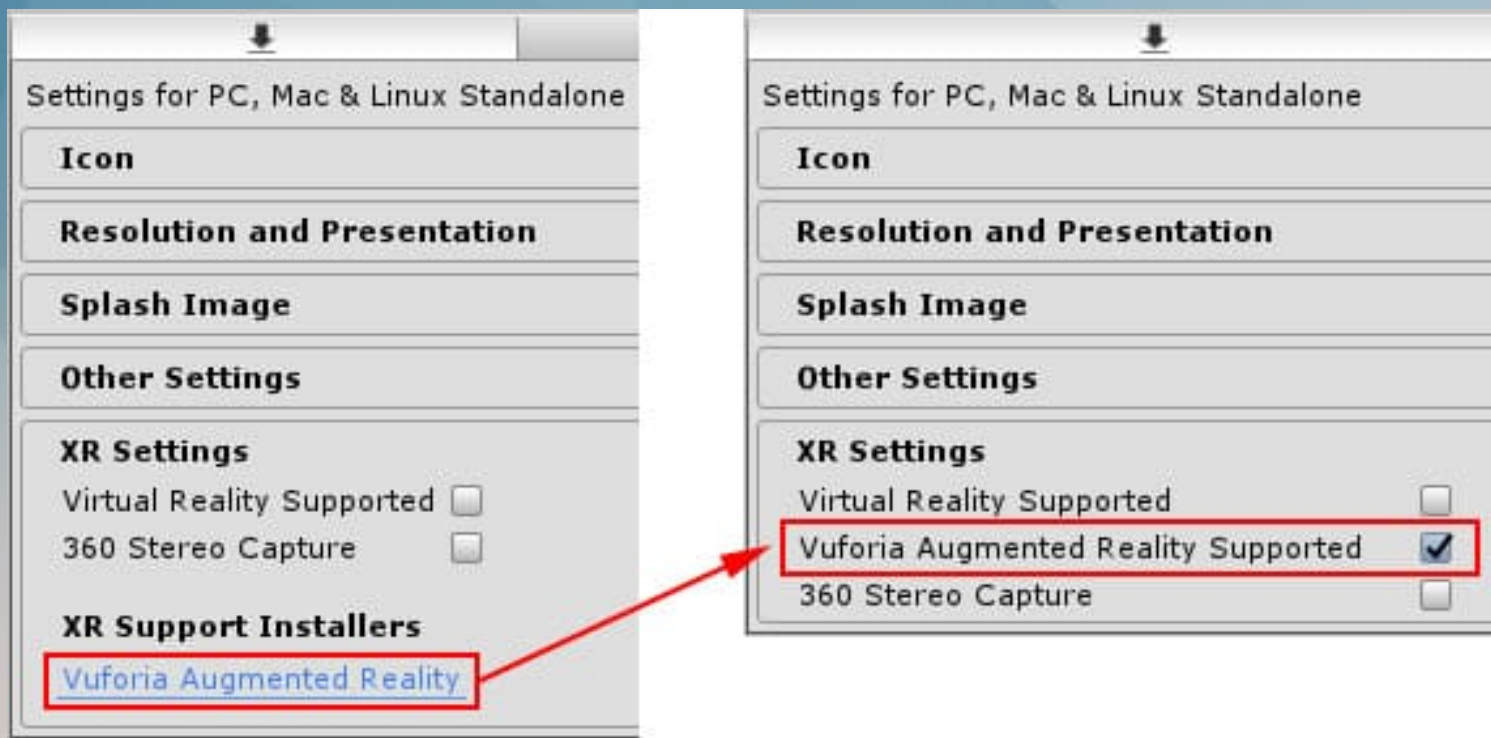 Settings for PC, Mac & Linux Standalone
Icon
Resolution and Presentation
Splash Image
Other Settings
XR Settings
Virtual Reality Supported
360 Stereo Capture
XR Support Installers
Vuforia Augmented Reality
Settings for PC, Mac & Linux Standalone
Icon
Resolution and Presentation
Splash Image
Other Settings
XR Settings
Virtual Reality Supported
Vuforia Augmented Reality Supported
360 Stereo Capture